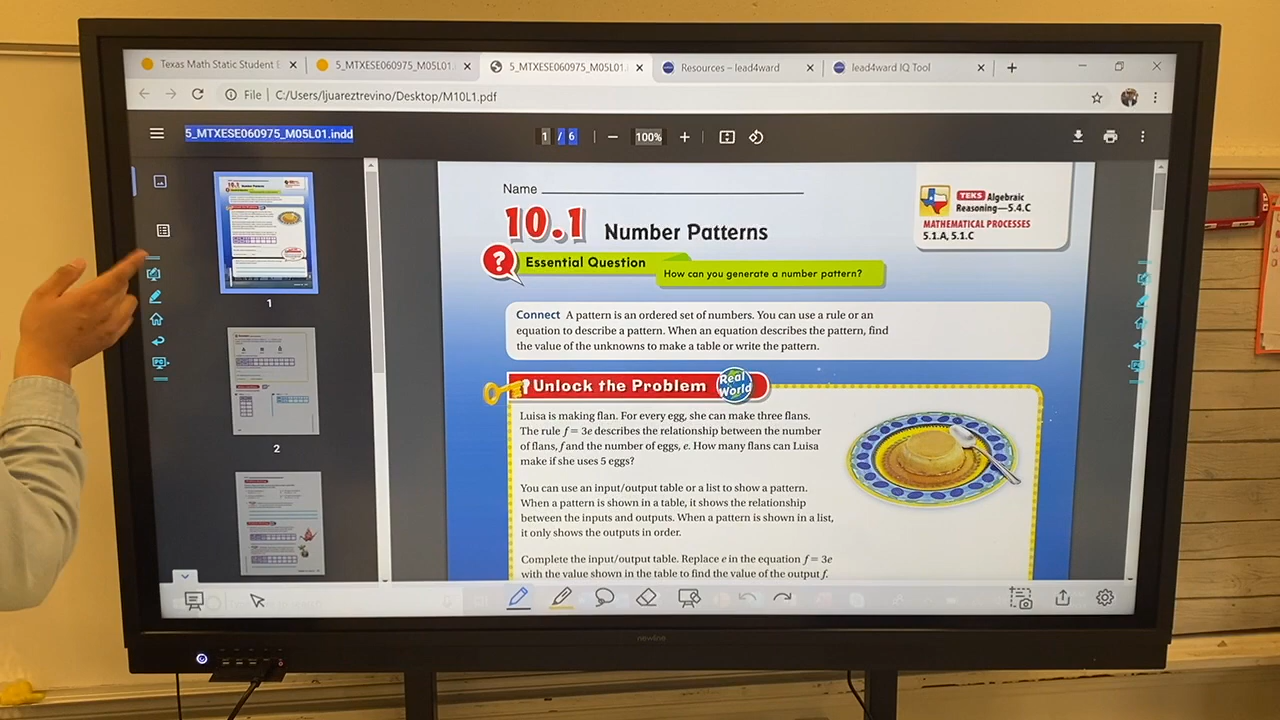 Texas Math Static Student E
5_MTXESE060975_M05L01.
5_MTXESE060975_M05L01.
Resources – lead4ward
lead4ward IQ Tool
File | C:/Users/ljuareztrevino/Desktop/M10L1.pdf
5_MTXESE060975_M05L01.indd
1 / 6
100%
1
2
Name
TEKS Algebraic
Reasoning—5.4.C
MATHEMATICAL PROCESSES
5.1.A, 5.1.C
10.1 Number Patterns
? Essential Question
How can you generate a number pattern?
Connect A pattern is an ordered set of numbers. You can use a rule or an
equation to describe a pattern. When an equation describes the pattern, find
the value of the unknowns to make a table or write the pattern.
Unlock the Problem
Real
World
Luisa is making flan. For every egg, she can make three flans.
The rule f = 3e describes the relationship between the number
of flans, f and the number of eggs, e. How many flans can Luisa
make if she uses 5 eggs?
You can use an input/output table or a list to show a pattern.
When a pattern is shown in a table, it shows the relationship
between the inputs and outputs. When a pattern is shown in a list,
it only shows the outputs in order.
Complete the input/output table. Replace e in the equation f = 3e
with the value shown in the table to find the value of the output f.
newline